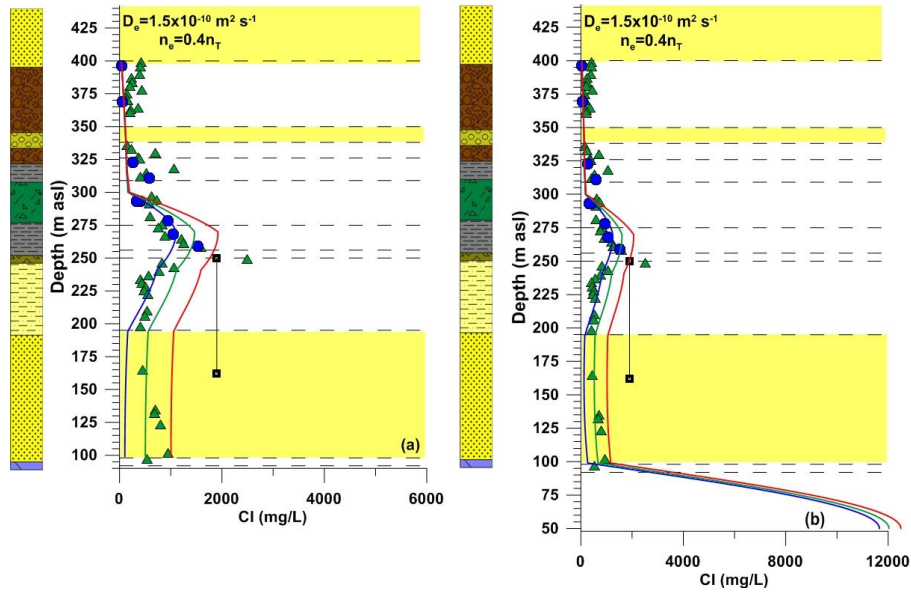 Dₑ=1.5x10⁻¹⁰ m² s⁻¹
nₑ=0.4n_T
425
400
375
350
325
300
275
250
225
200
175
150
125
100
Depth (m asl)
(a)
0 2000 4000 6000
Cl (mg/L)
Dₑ=1.5x10⁻¹⁰ m² s⁻¹
nₑ=0.4n_T
425
400
375
350
325
300
275
250
225
200
175
150
125
100
75
50
Depth (m asl)
(b)
0 4000 8000 12000
Cl (mg/L)